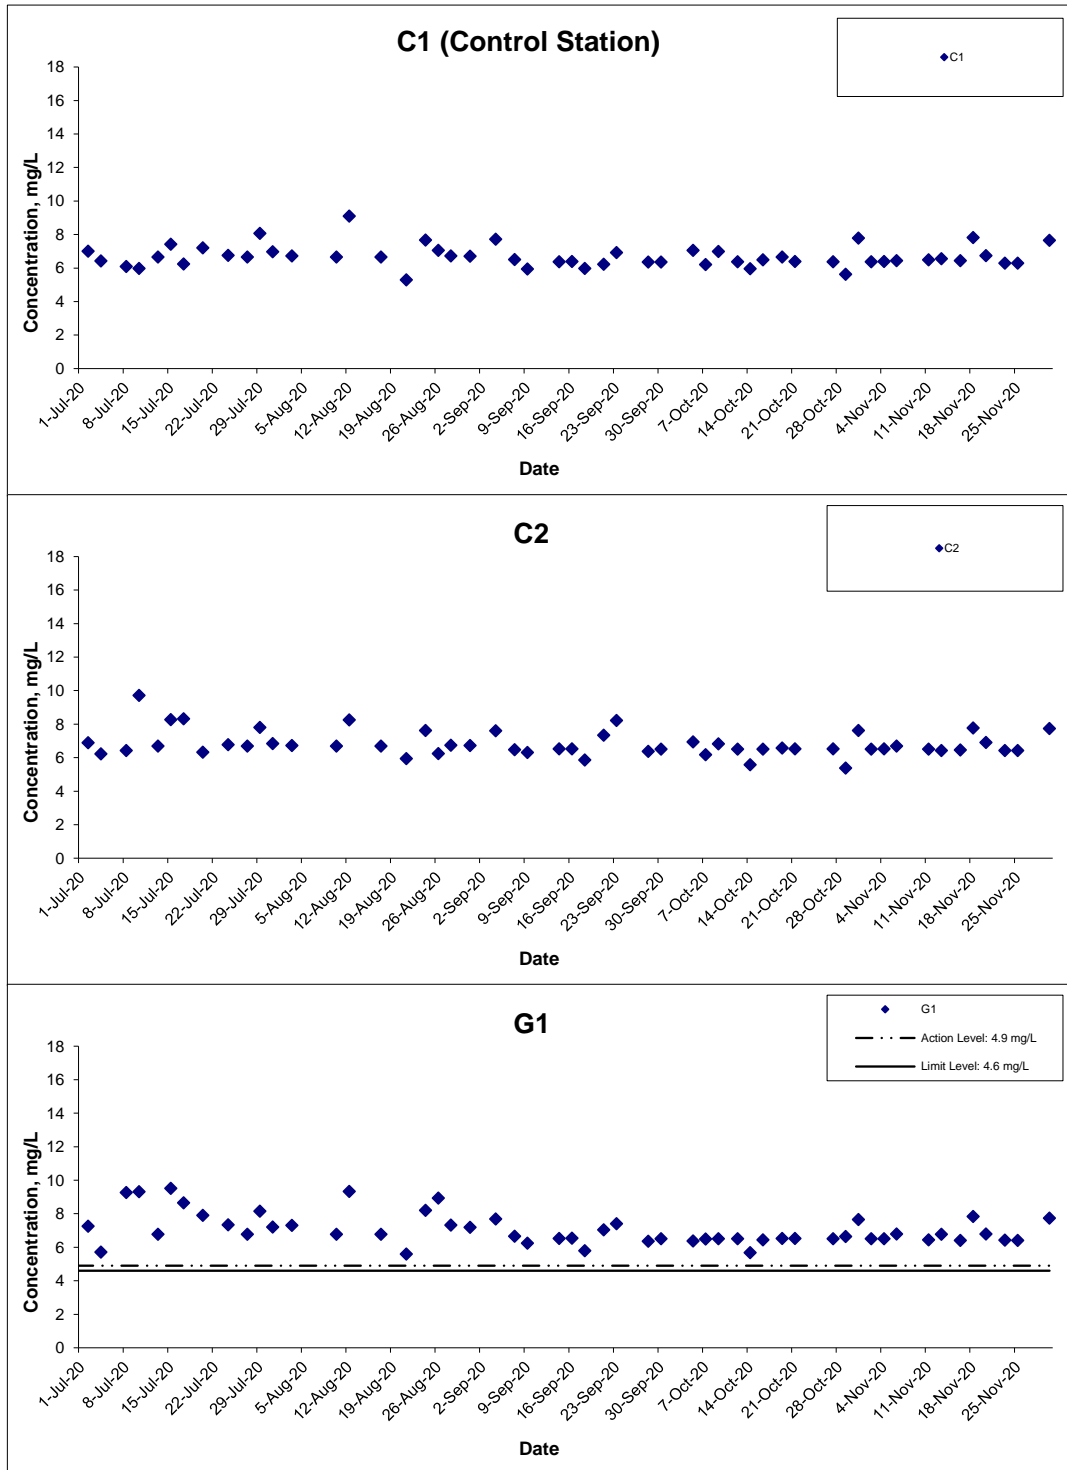 C1 (Control Station)
C1
18
16
14
12
10
8
6
4
2
0
Concentration, mg/L
1-Jul-20
8-Jul-20
15-Jul-20
22-Jul-20
29-Jul-20
5-Aug-20
12-Aug-20
19-Aug-20
26-Aug-20
2-Sep-20
9-Sep-20
16-Sep-20
23-Sep-20
30-Sep-20
7-Oct-20
14-Oct-20
21-Oct-20
28-Oct-20
4-Nov-20
11-Nov-20
18-Nov-20
25-Nov-20
Date
C2
C2
18
16
14
12
10
8
6
4
2
0
Concentration, mg/L
1-Jul-20
8-Jul-20
15-Jul-20
22-Jul-20
29-Jul-20
5-Aug-20
12-Aug-20
19-Aug-20
26-Aug-20
2-Sep-20
9-Sep-20
16-Sep-20
23-Sep-20
30-Sep-20
7-Oct-20
14-Oct-20
21-Oct-20
28-Oct-20
4-Nov-20
11-Nov-20
18-Nov-20
25-Nov-20
Date
G1
G1
Action Level: 4.9 mg/L
Limit Level: 4.6 mg/L
18
16
14
12
10
8
6
4
2
0
Concentration, mg/L
1-Jul-20
8-Jul-20
15-Jul-20
22-Jul-20
29-Jul-20
5-Aug-20
12-Aug-20
19-Aug-20
26-Aug-20
2-Sep-20
9-Sep-20
16-Sep-20
23-Sep-20
30-Sep-20
7-Oct-20
14-Oct-20
21-Oct-20
28-Oct-20
4-Nov-20
11-Nov-20
18-Nov-20
25-Nov-20
Date